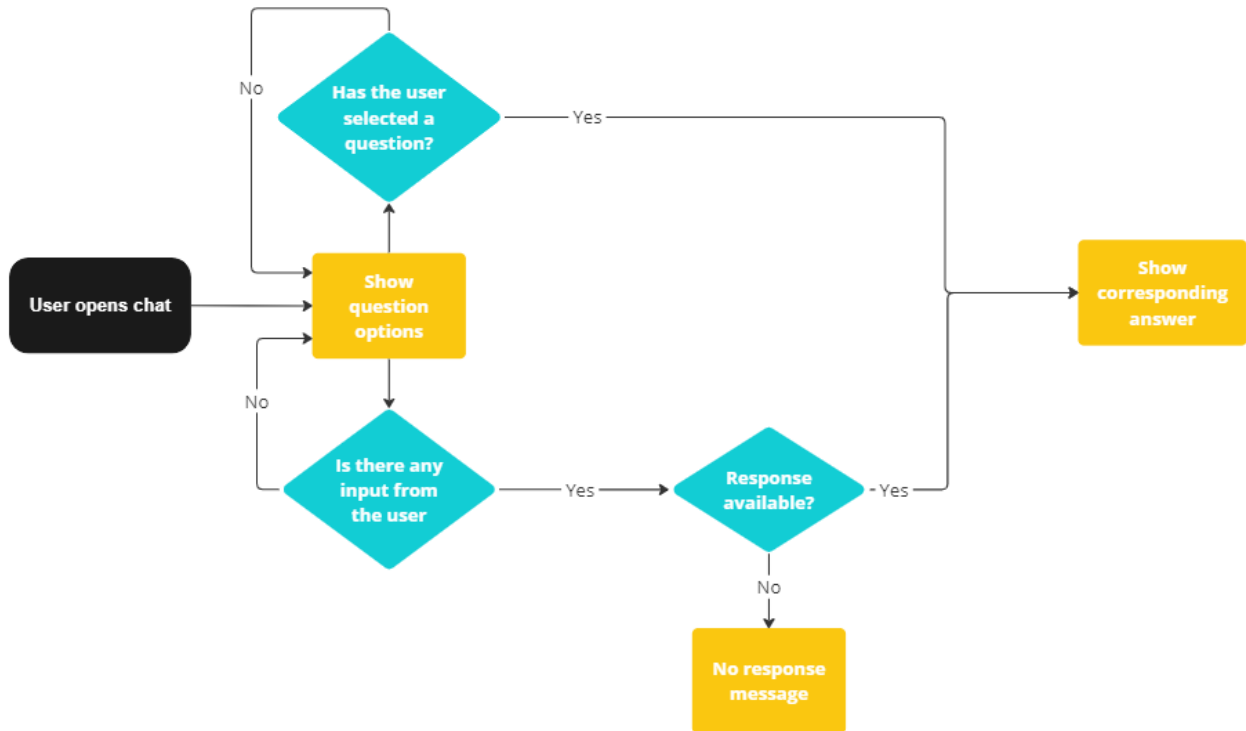 No
Has the user
selected a
question?
Yes
User opens chat
Show
question
options
Show
corresponding
answer
No
Is there any
input from
the user
Yes
Response
available?
Yes
No
No response
message